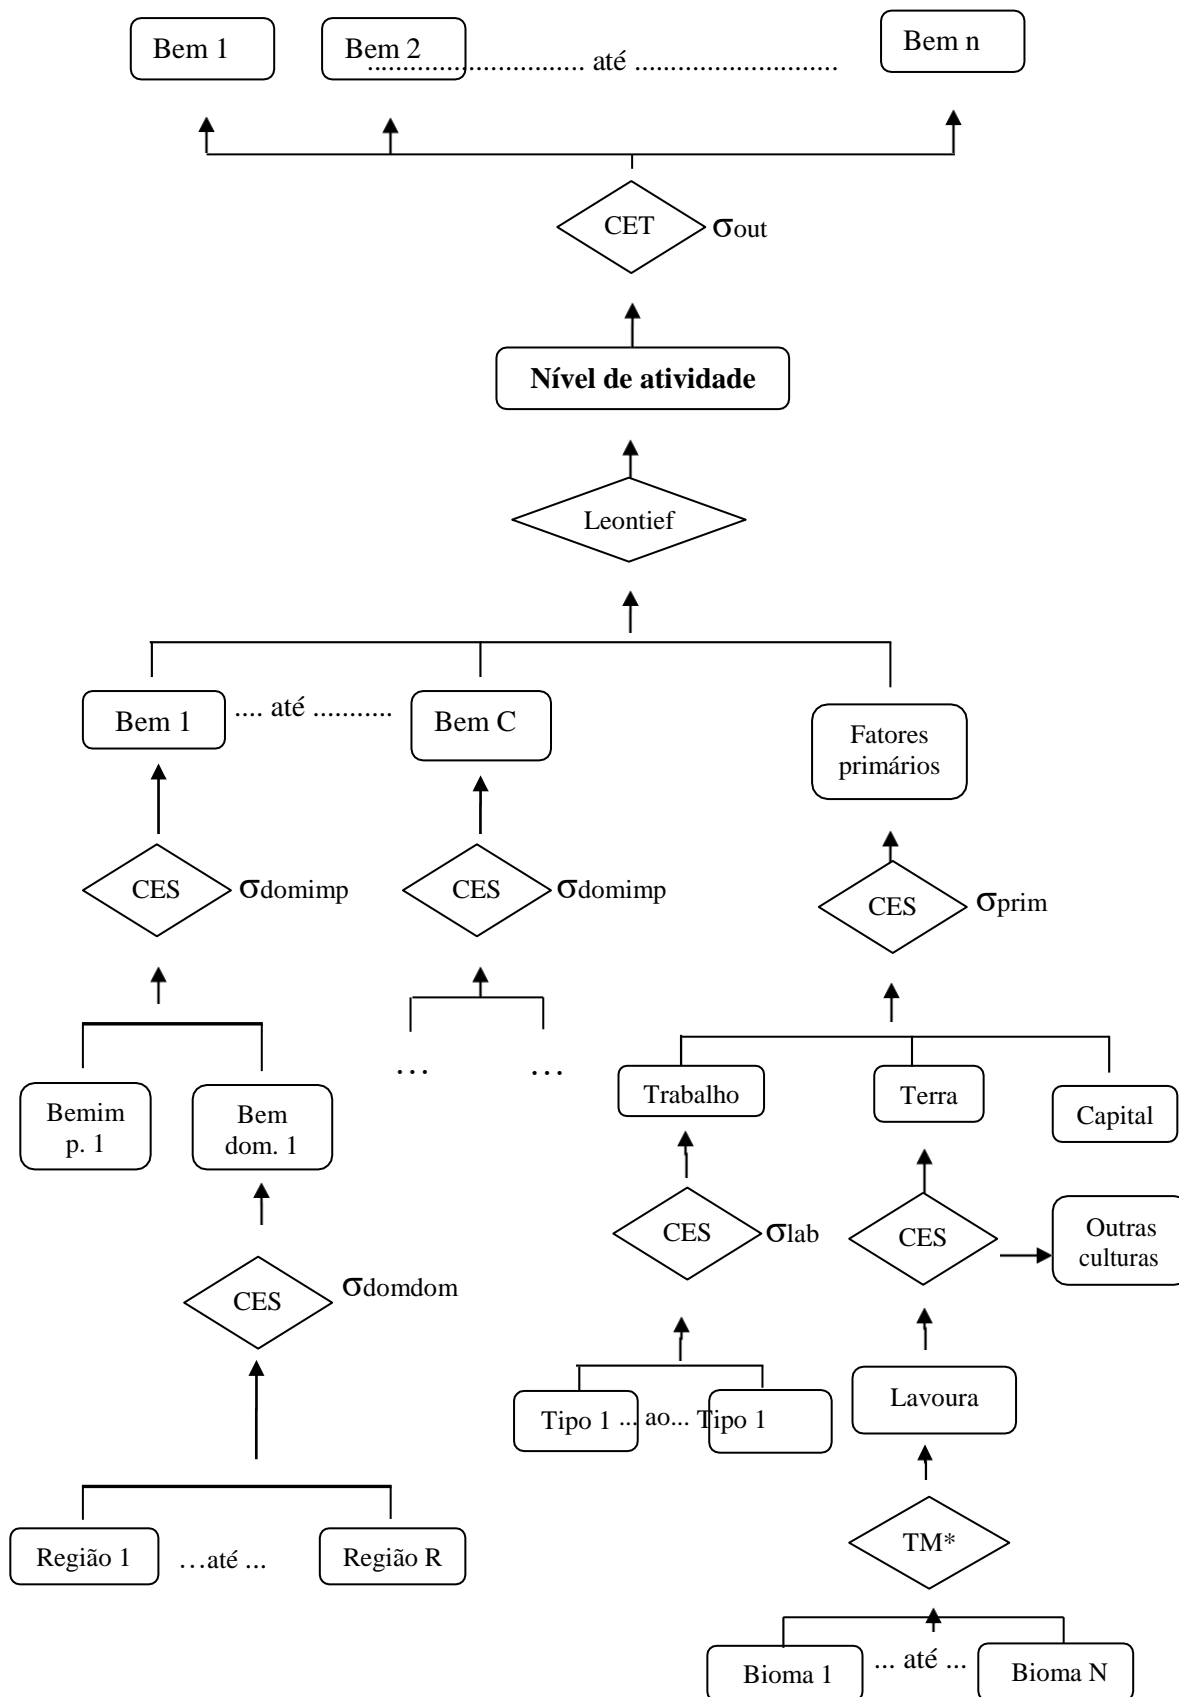 Bem 1
Bem 2
............................. até ............................
Bem n
CET
σout
Nível de atividade
Leontief
Bem 1
.... até ...........
Bem C
Fatores
primários
CES
σdomimp
CES
σdomimp
CES
σprim
... 
...
Bemim
p. 1
Bem
dom. 1
Trabalho
Terra
Capital
CES
σlab
CES
Outras
culturas
CES
σdomdom
Tipo 1 ... ao... Tipo 1
Lavoura
Região 1
…até ...
Região R
TM*
Bioma 1
... até ...
Bioma N